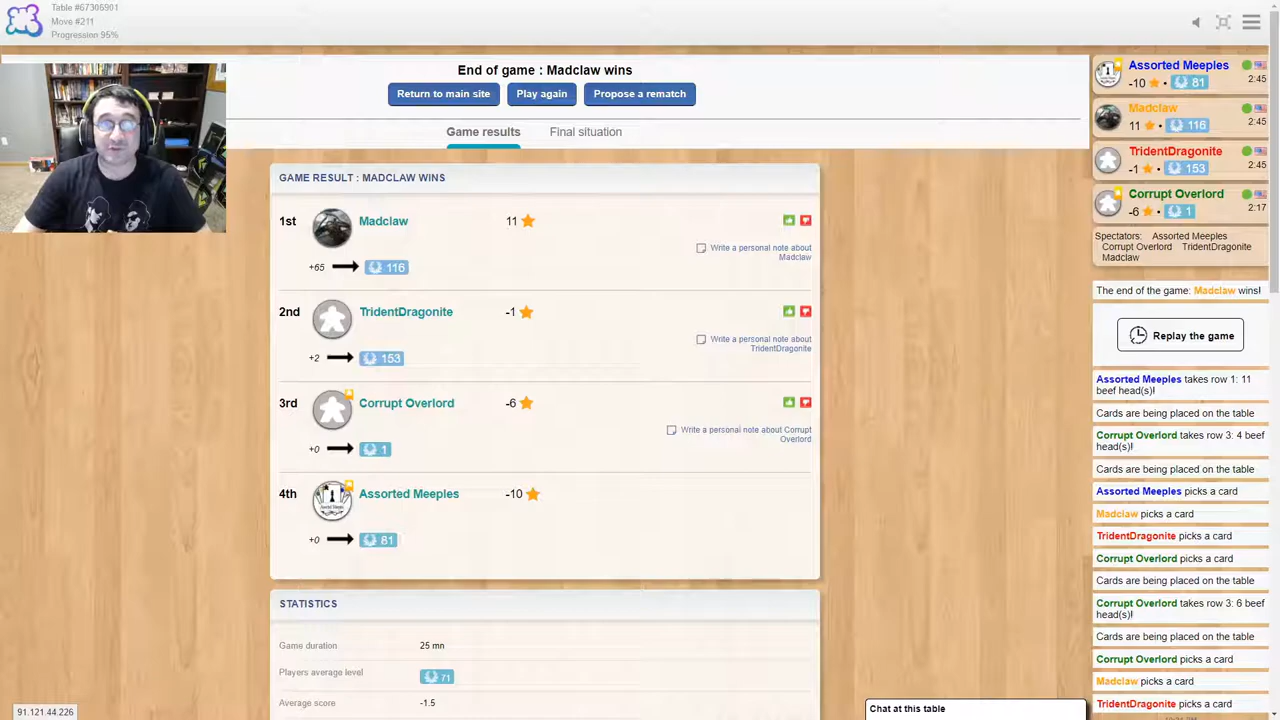 Table #67306901
Move #211
Progression 95%
End of game : Madclaw wins
Return to main site
Play again
Propose a rematch
Game results
Final situation
GAME RESULT : MADCLAW WINS
1st
Madclaw
11
Write a personal note about
Madclaw
+65
116
2nd
TridentDragonite
-1
Write a personal note about
TridentDragonite
+2
153
3rd
Corrupt Overlord
-6
Write a personal note about Corrupt
Overlord
+0
1
4th
Assorted Meeples
-10
+0
81
STATISTICS
Game duration
25 mn
Players average level
71
Average score
-1.5
91.121.44.226
Assorted Meeples
-10 • 81
2:45
Madclaw
11 • 116
2:45
TridentDragonite
-1 • 153
2:45
Corrupt Overlord
-6 • 1
2:17
Spectators: Assorted Meeples
Corrupt Overlord TridentDragonite
Madclaw
The end of the game: Madclaw wins!
Replay the game
Assorted Meeples takes row 1: 11
beef head(s)!
Cards are being placed on the table
Corrupt Overlord takes row 3: 4 beef
head(s)!
Cards are being placed on the table
Assorted Meeples picks a card
Madclaw picks a card
TridentDragonite picks a card
Corrupt Overlord picks a card
Cards are being placed on the table
Corrupt Overlord takes row 3: 6 beef
head(s)!
Cards are being placed on the table
Corrupt Overlord picks a card
Madclaw picks a card
TridentDragonite picks a card
Chat at this table